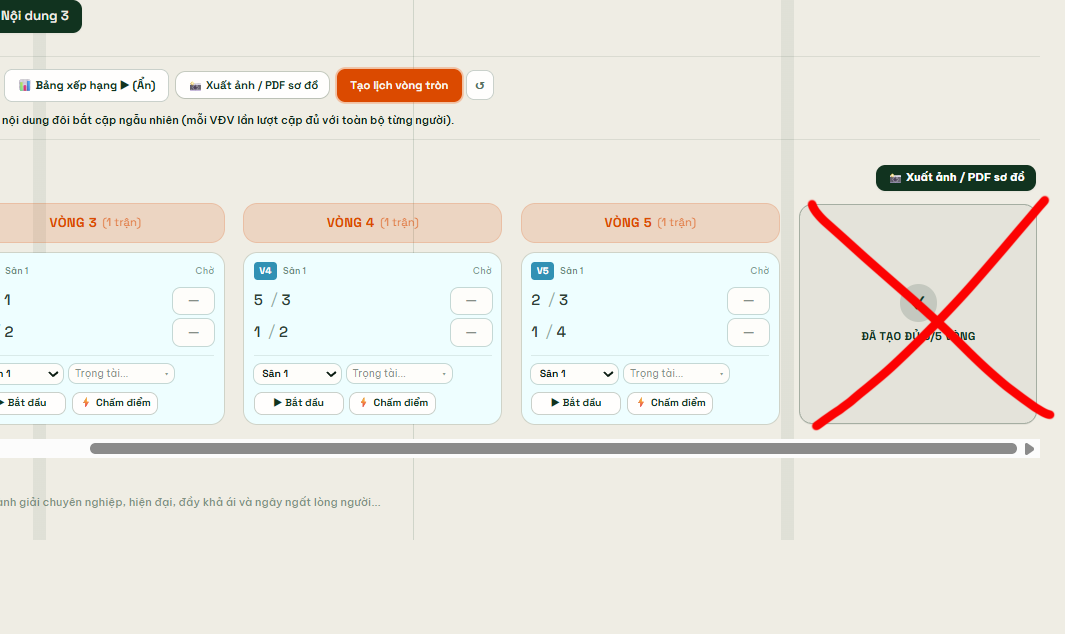 Nội dung 3
Bảng xếp hạng ▶ (Ẩn)
Xuất ảnh / PDF sơ đồ
Tạo lịch vòng tròn
↺
nội dung đôi bắt cặp ngẫu nhiên (mỗi VĐV lần lượt cặp đủ với toàn bộ từng người).
Xuất ảnh / PDF sơ đồ
VÒNG 3 (1 trận)
VÒNG 4 (1 trận)
VÒNG 5 (1 trận)
Sân 1 Chờ
1 —
/ 2 —
1 Trọng tài...
Bắt đầu Chấm điểm
V4 Sân 1 Chờ
5 / 3 —
1 / 2 —
Sân 1 Trọng tài...
▶ Bắt đầu Chấm điểm
V5 Sân 1 Chờ
2 / 3 —
1 / 4 —
Sân 1 Trọng tài...
▶ Bắt đầu Chấm điểm
ĐÃ TẠO ĐỦ /5
giải chuyên nghiệp, hiện đại, đầy khả ái và ngây ngất lòng người...